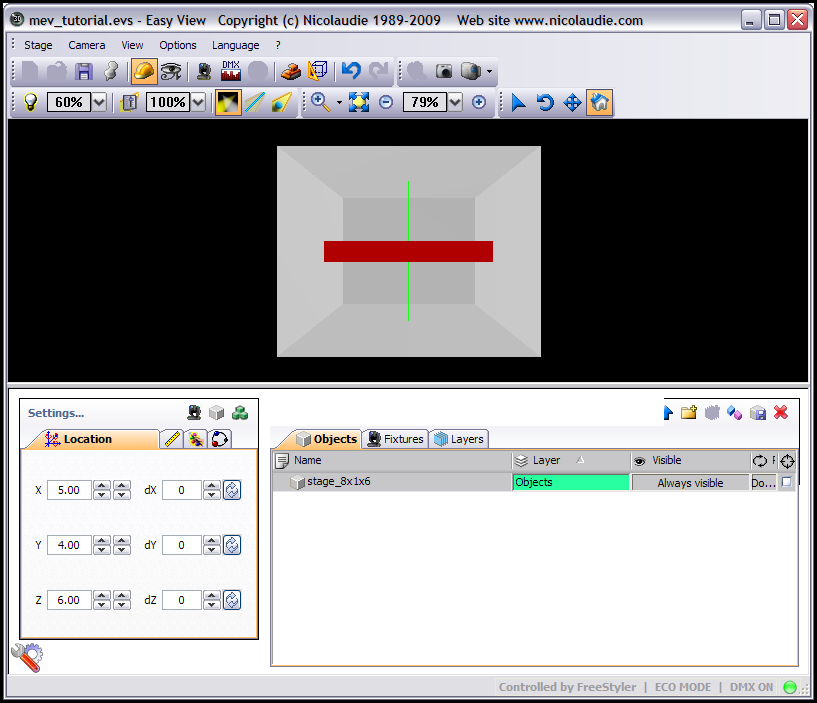 mev_tutorial.evs - Easy View   Copyright (c) Nicolaudie 1989-2009    Web site www.nicolaudie.com
Stage Camera View Options Language ?
DMX
60% 100% 79%
Settings...
Location
X 5.00 dX 0
Y 4.00 dY 0
Z 6.00 dZ 0
Objects Fixtures Layers
Name Layer Visible
stage_8x1x6 Objects Always visible Do...
Controlled by FreeStyler | ECO MODE | DMX ON